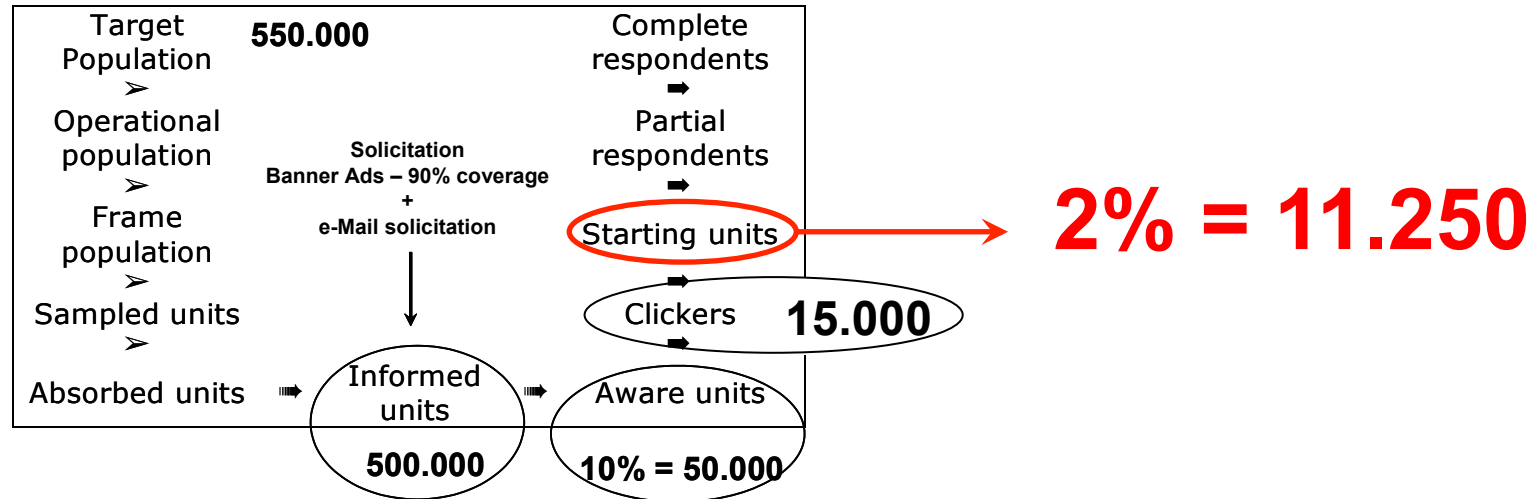 Target
Population
550.000
Operational
population
Frame
population
Sampled units
Absorbed units
Solicitation
Banner Ads – 90% coverage
+
e-Mail solicitation
Informed
units
500.000
Aware units
10% = 50.000
Clickers
15.000
Starting units
2% = 11.250
Partial
respondents
Complete
respondents